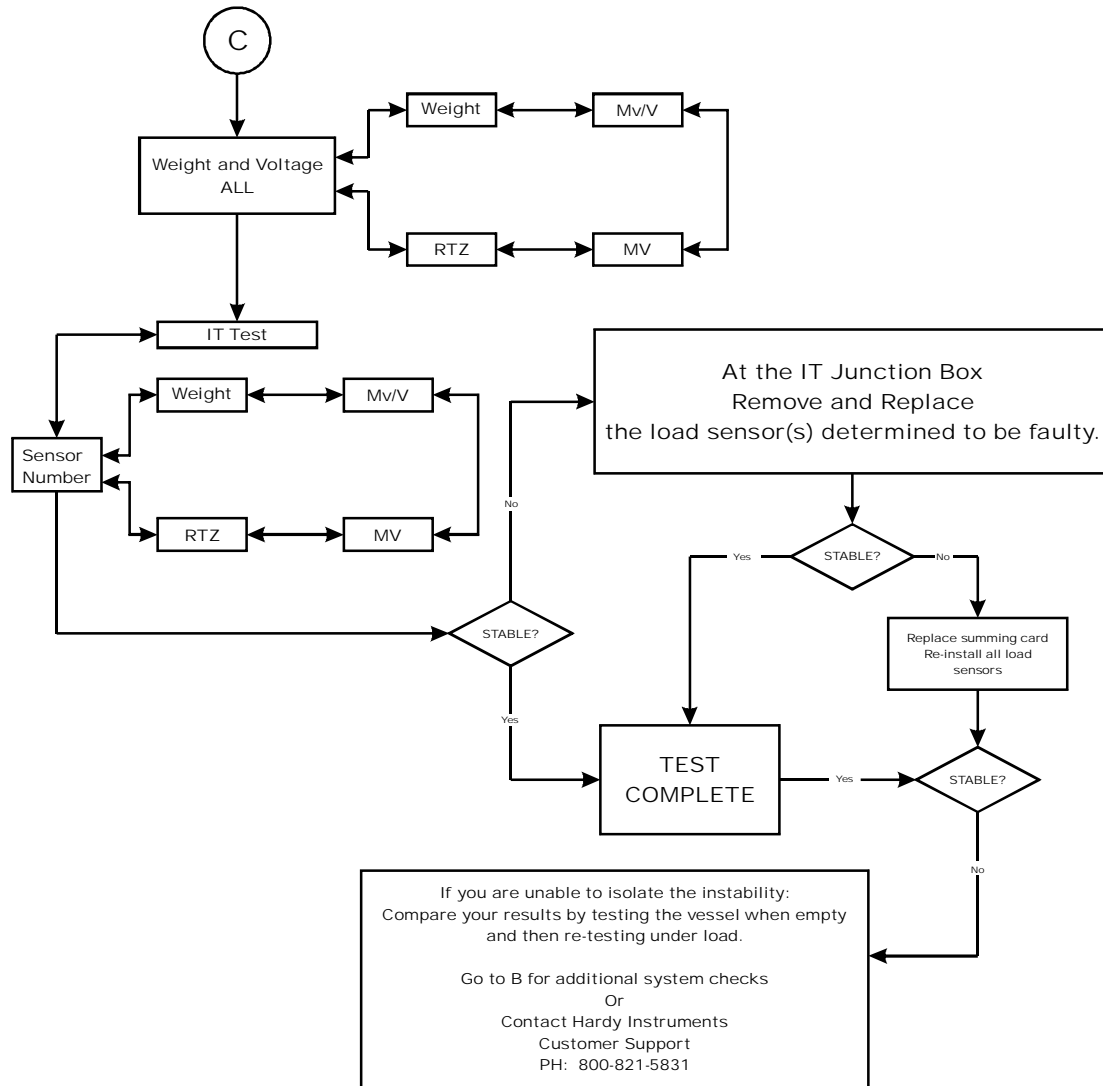 C
Weight
Mv/V
Weight and Voltage
ALL
RTZ
MV
IT Test
Weight
Mv/V
Sensor
Number
RTZ
MV
At the IT Junction Box
Remove and Replace
the load sensor(s) determined to be faulty.
No
STABLE?
Yes
No
STABLE?
Yes
Replace summing card
Re-install all load
sensors
TEST
COMPLETE
Yes
STABLE?
No
If you are unable to isolate the instability:
Compare your results by testing the vessel when empty
and then re-testing under load.
Go to B for additional system checks
Or
Contact Hardy Instruments
Customer Support
PH: 800-821-5831